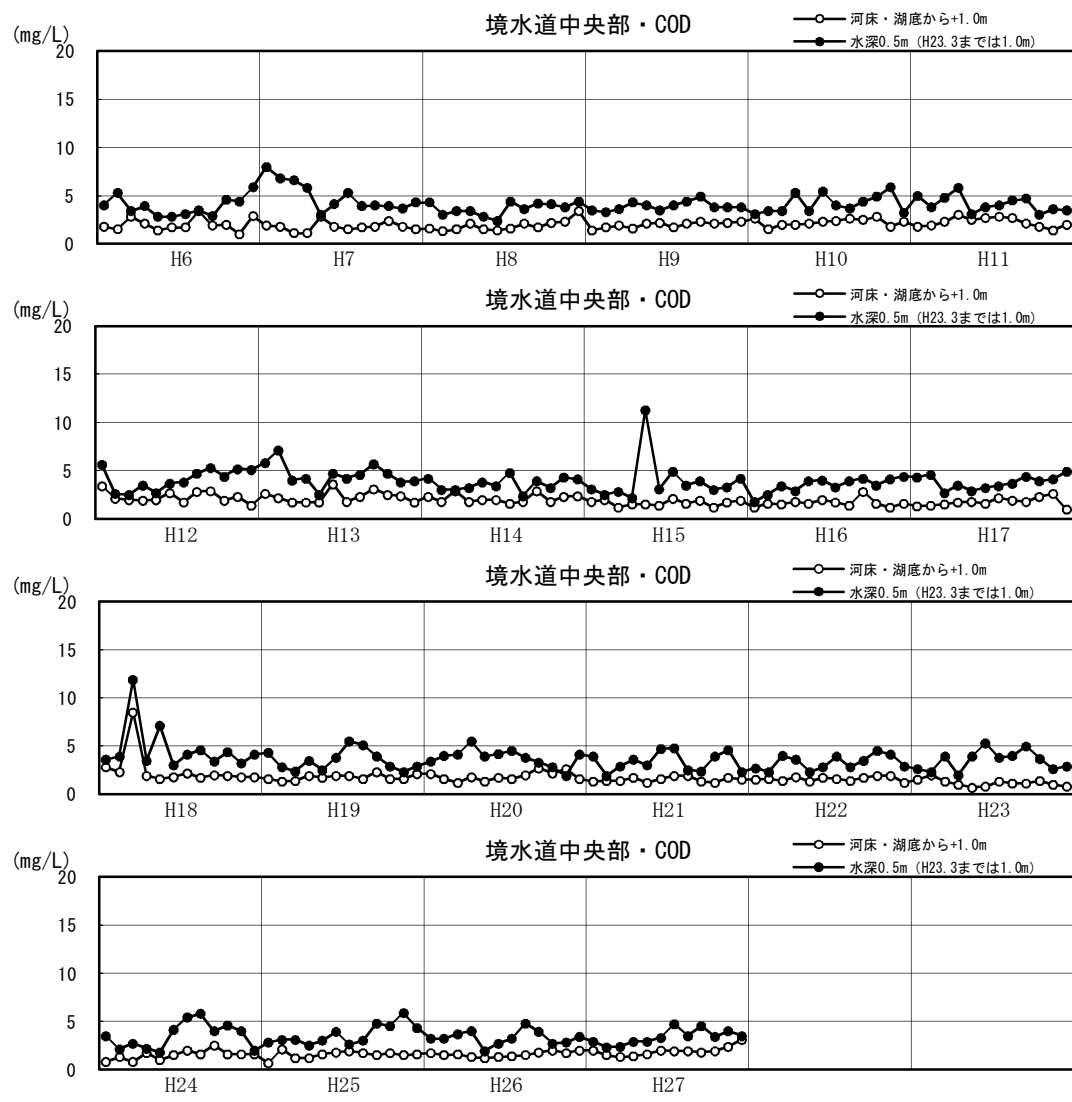 境水道中央部・COD
河床・湖底から+1.0m
水深0.5m（H23.3までは1.0m）
(mg/L)
20
15
10
5
0
H6 H7 H8 H9 H10 H11
境水道中央部・COD
河床・湖底から+1.0m
水深0.5m（H23.3までは1.0m）
(mg/L)
20
15
10
5
0
H12 H13 H14 H15 H16 H17
境水道中央部・COD
河床・湖底から+1.0m
水深0.5m（H23.3までは1.0m）
(mg/L)
20
15
10
5
0
H18 H19 H20 H21 H22 H23
境水道中央部・COD
河床・湖底から+1.0m
水深0.5m（H23.3までは1.0m）
(mg/L)
20
15
10
5
0
H24 H25 H26 H27